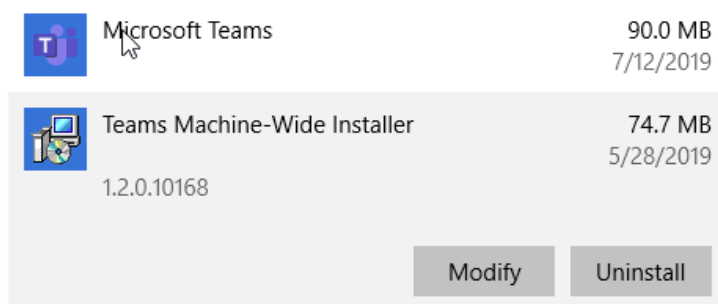 Microsoft Teams
90.0 MB
7/12/2019
Teams Machine-Wide Installer
74.7 MB
5/28/2019
1.2.0.10168
Modify
Uninstall